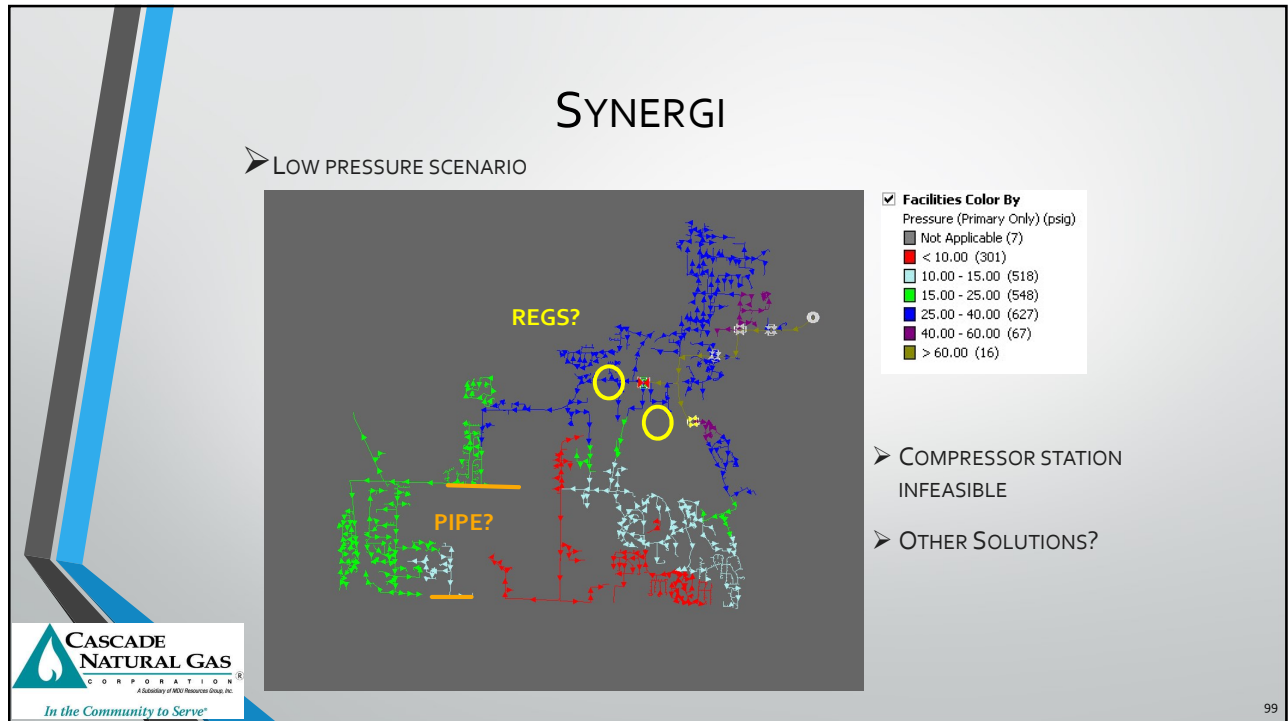 SYNERGI
LOW PRESSURE SCENARIO
REGS?
PIPE?
Facilities Color By
Pressure (Primary Only) (psig)
Not Applicable (7)
< 10.00 (301)
10.00 - 15.00 (518)
15.00 - 25.00 (548)
25.00 - 40.00 (627)
40.00 - 60.00 (67)
> 60.00 (16)
COMPRESSOR STATION
INFEASIBLE
OTHER SOLUTIONS?
CASCADE
NATURAL GAS
CORPORATION ®
A Subsidiary of MDU Resources Group, Inc.
In the Community to Serve®
99